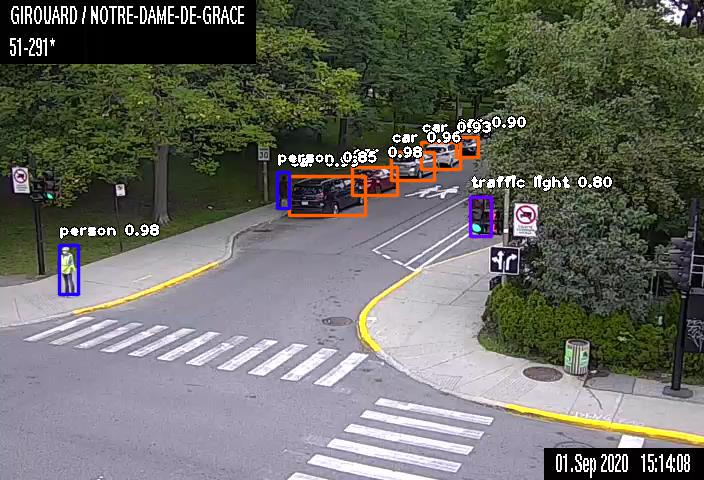 GIROUARD / NOTRE-DAME-DE-GRACE
51-291*
car 0.93
0.90
car 0.96
0.98
person 0.85
traffic light 0.80
person 0.98
30
01.Sep 2020 15:14:08